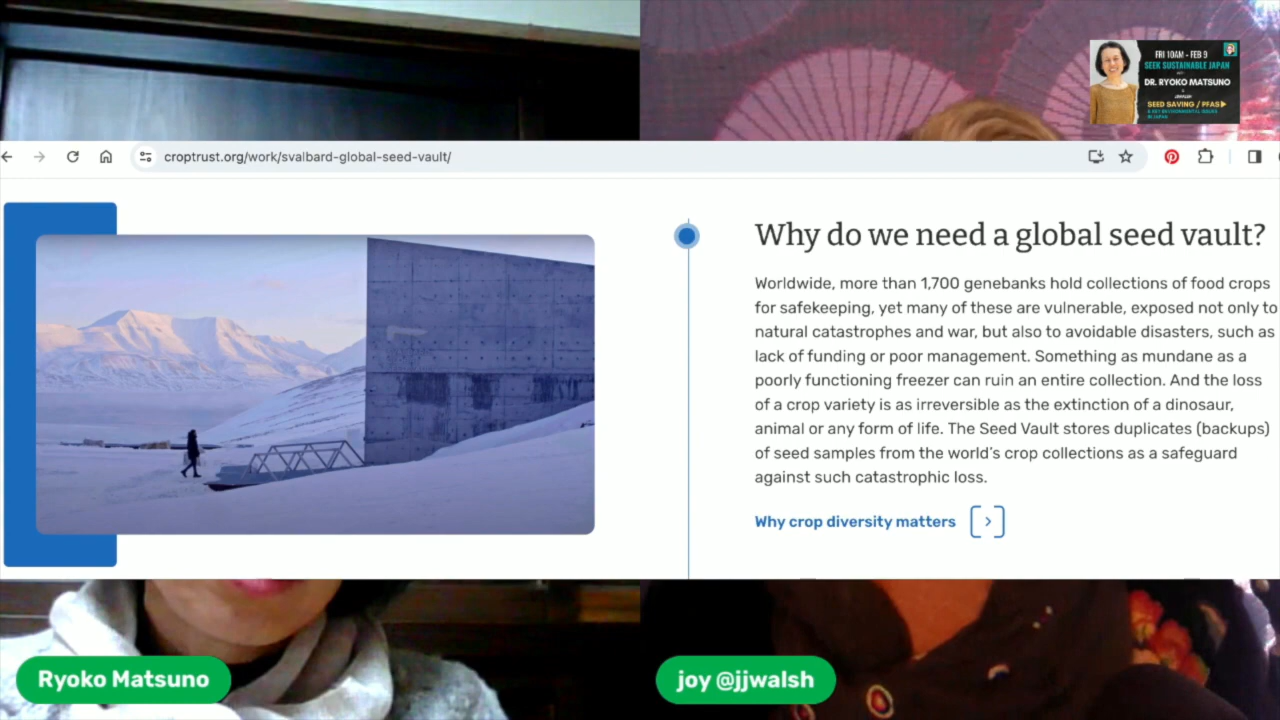 FRI 10AM - FEB 9
SEEK SUSTAINABLE JAPAN
DR. RYOKO MATSUNO
SEED SAVING / PFAS
& KEY ENVIRONMENTAL ISSUES
IN JAPAN
croptrust.org/work/svalbard-global-seed-vault/
Why do we need a global seed vault?
Worldwide, more than 1,700 genebanks hold collections of food crops
for safekeeping, yet many of these are vulnerable, exposed not only to
natural catastrophes and war, but also to avoidable disasters, such as
lack of funding or poor management. Something as mundane as a
poorly functioning freezer can ruin an entire collection. And the loss
of a crop variety is as irreversible as the extinction of a dinosaur,
animal or any form of life. The Seed Vault stores duplicates (backups)
of seed samples from the world's crop collections as a safeguard
against such catastrophic loss.
Why crop diversity matters
Ryoko Matsuno
joy @jjwalsh